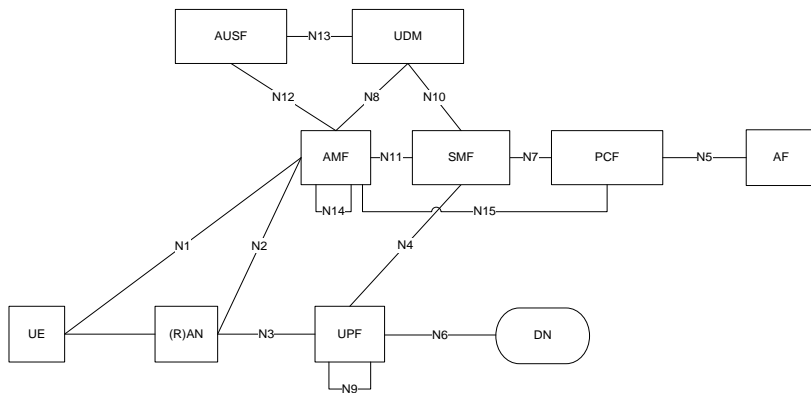 AUSF
N13
UDM
N12
N8
N10
AMF
N11
SMF
N7
PCF
N5
AF
N14
N15
N1
N2
N4
UE
(R)AN
N3
UPF
N6
DN
N9